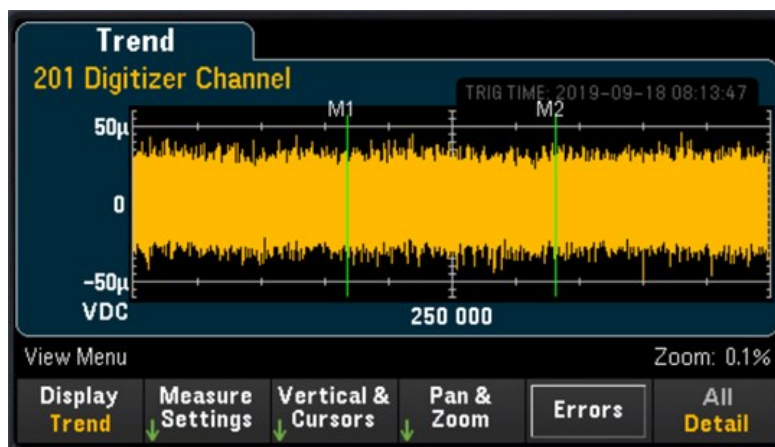 Trend
201 Digitizer Channel
TRIG TIME: 2019-09-18 08:13:47
M1 M2
50µ
0
-50µ
VDC 250 000
View Menu Zoom: 0.1%
Display Measure Vertical & Pan & Errors All
Trend Settings Cursors Zoom Detail